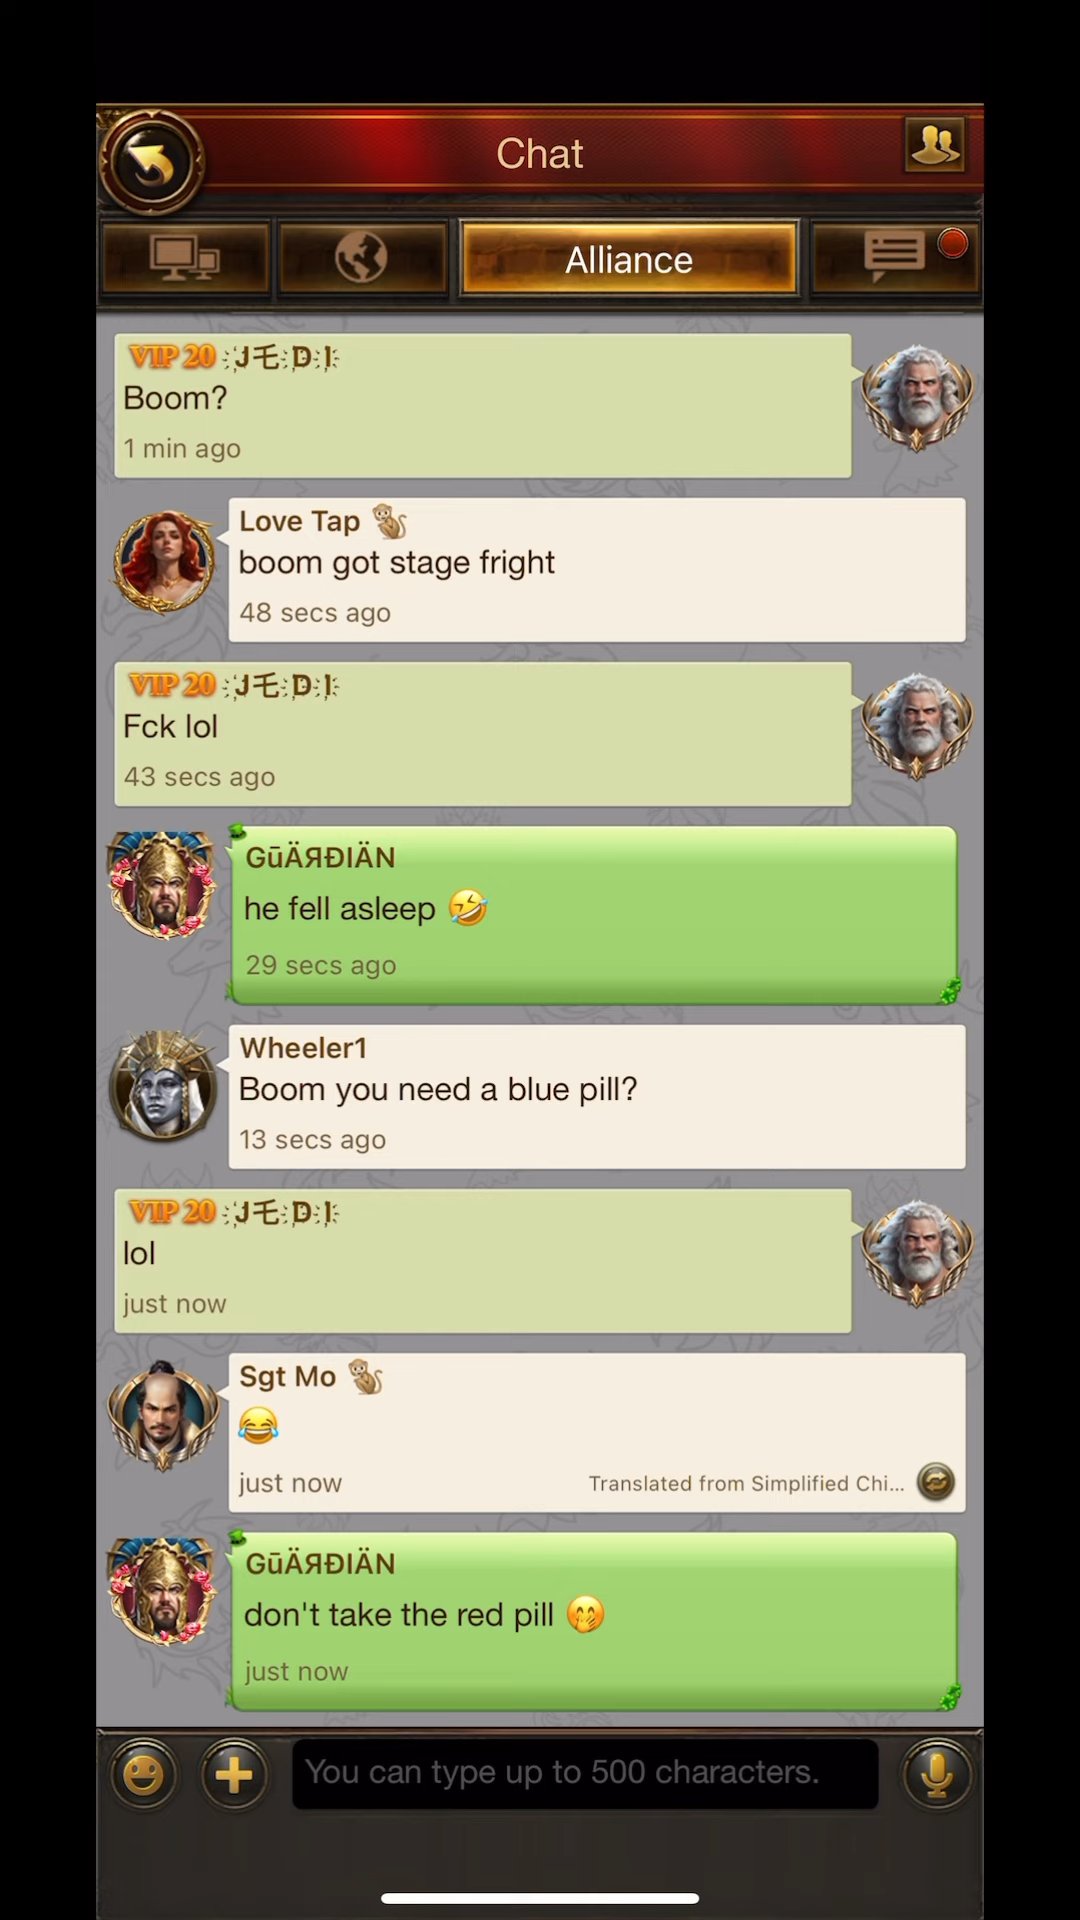 Chat
Alliance
VIP 20 ҉J҉乇҉D҉I҉
Boom?
1 min ago
Love Tap 🐒
boom got stage fright
48 secs ago
VIP 20 ҉J҉乇҉D҉I҉
Fck lol
43 secs ago
GūÄЯĐIÄN
he fell asleep 🤣
29 secs ago
Wheeler1
Boom you need a blue pill?
13 secs ago
VIP 20 ҉J҉乇҉D҉I҉
lol
just now
Sgt Mo 🐒
😂
just now Translated from Simplified Chi...
GūÄЯĐIÄN
don't take the red pill 🤭
just now
You can type up to 500 characters.